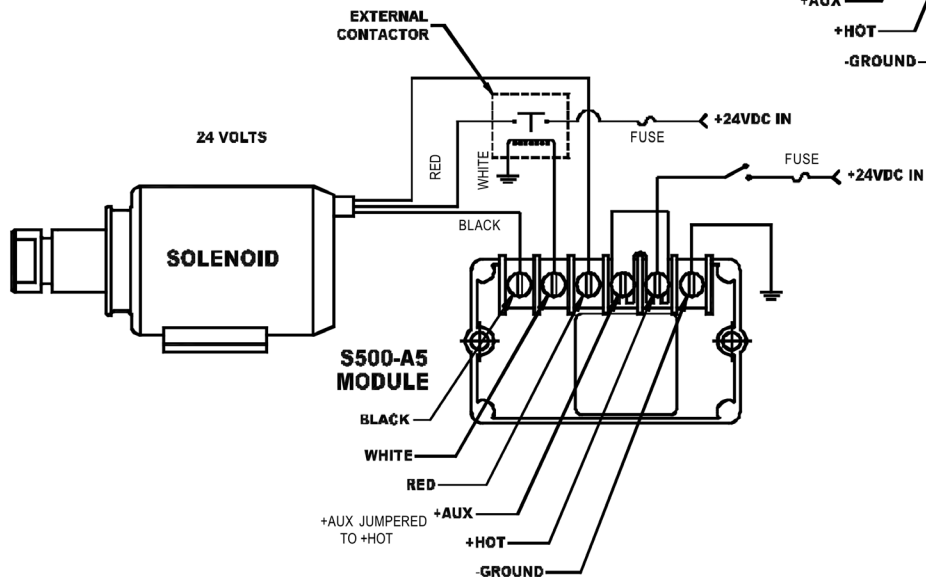 +AUX
+HOT
-GROUND
EXTERNAL
CONTACTOR
24 VOLTS
RED
WHITE
FUSE
+24VDC IN
FUSE
+24VDC IN
BLACK
SOLENOID
S500-A5
MODULE
BLACK
WHITE
RED
+AUX
+AUX JUMPERED
TO +HOT
+HOT
-GROUND